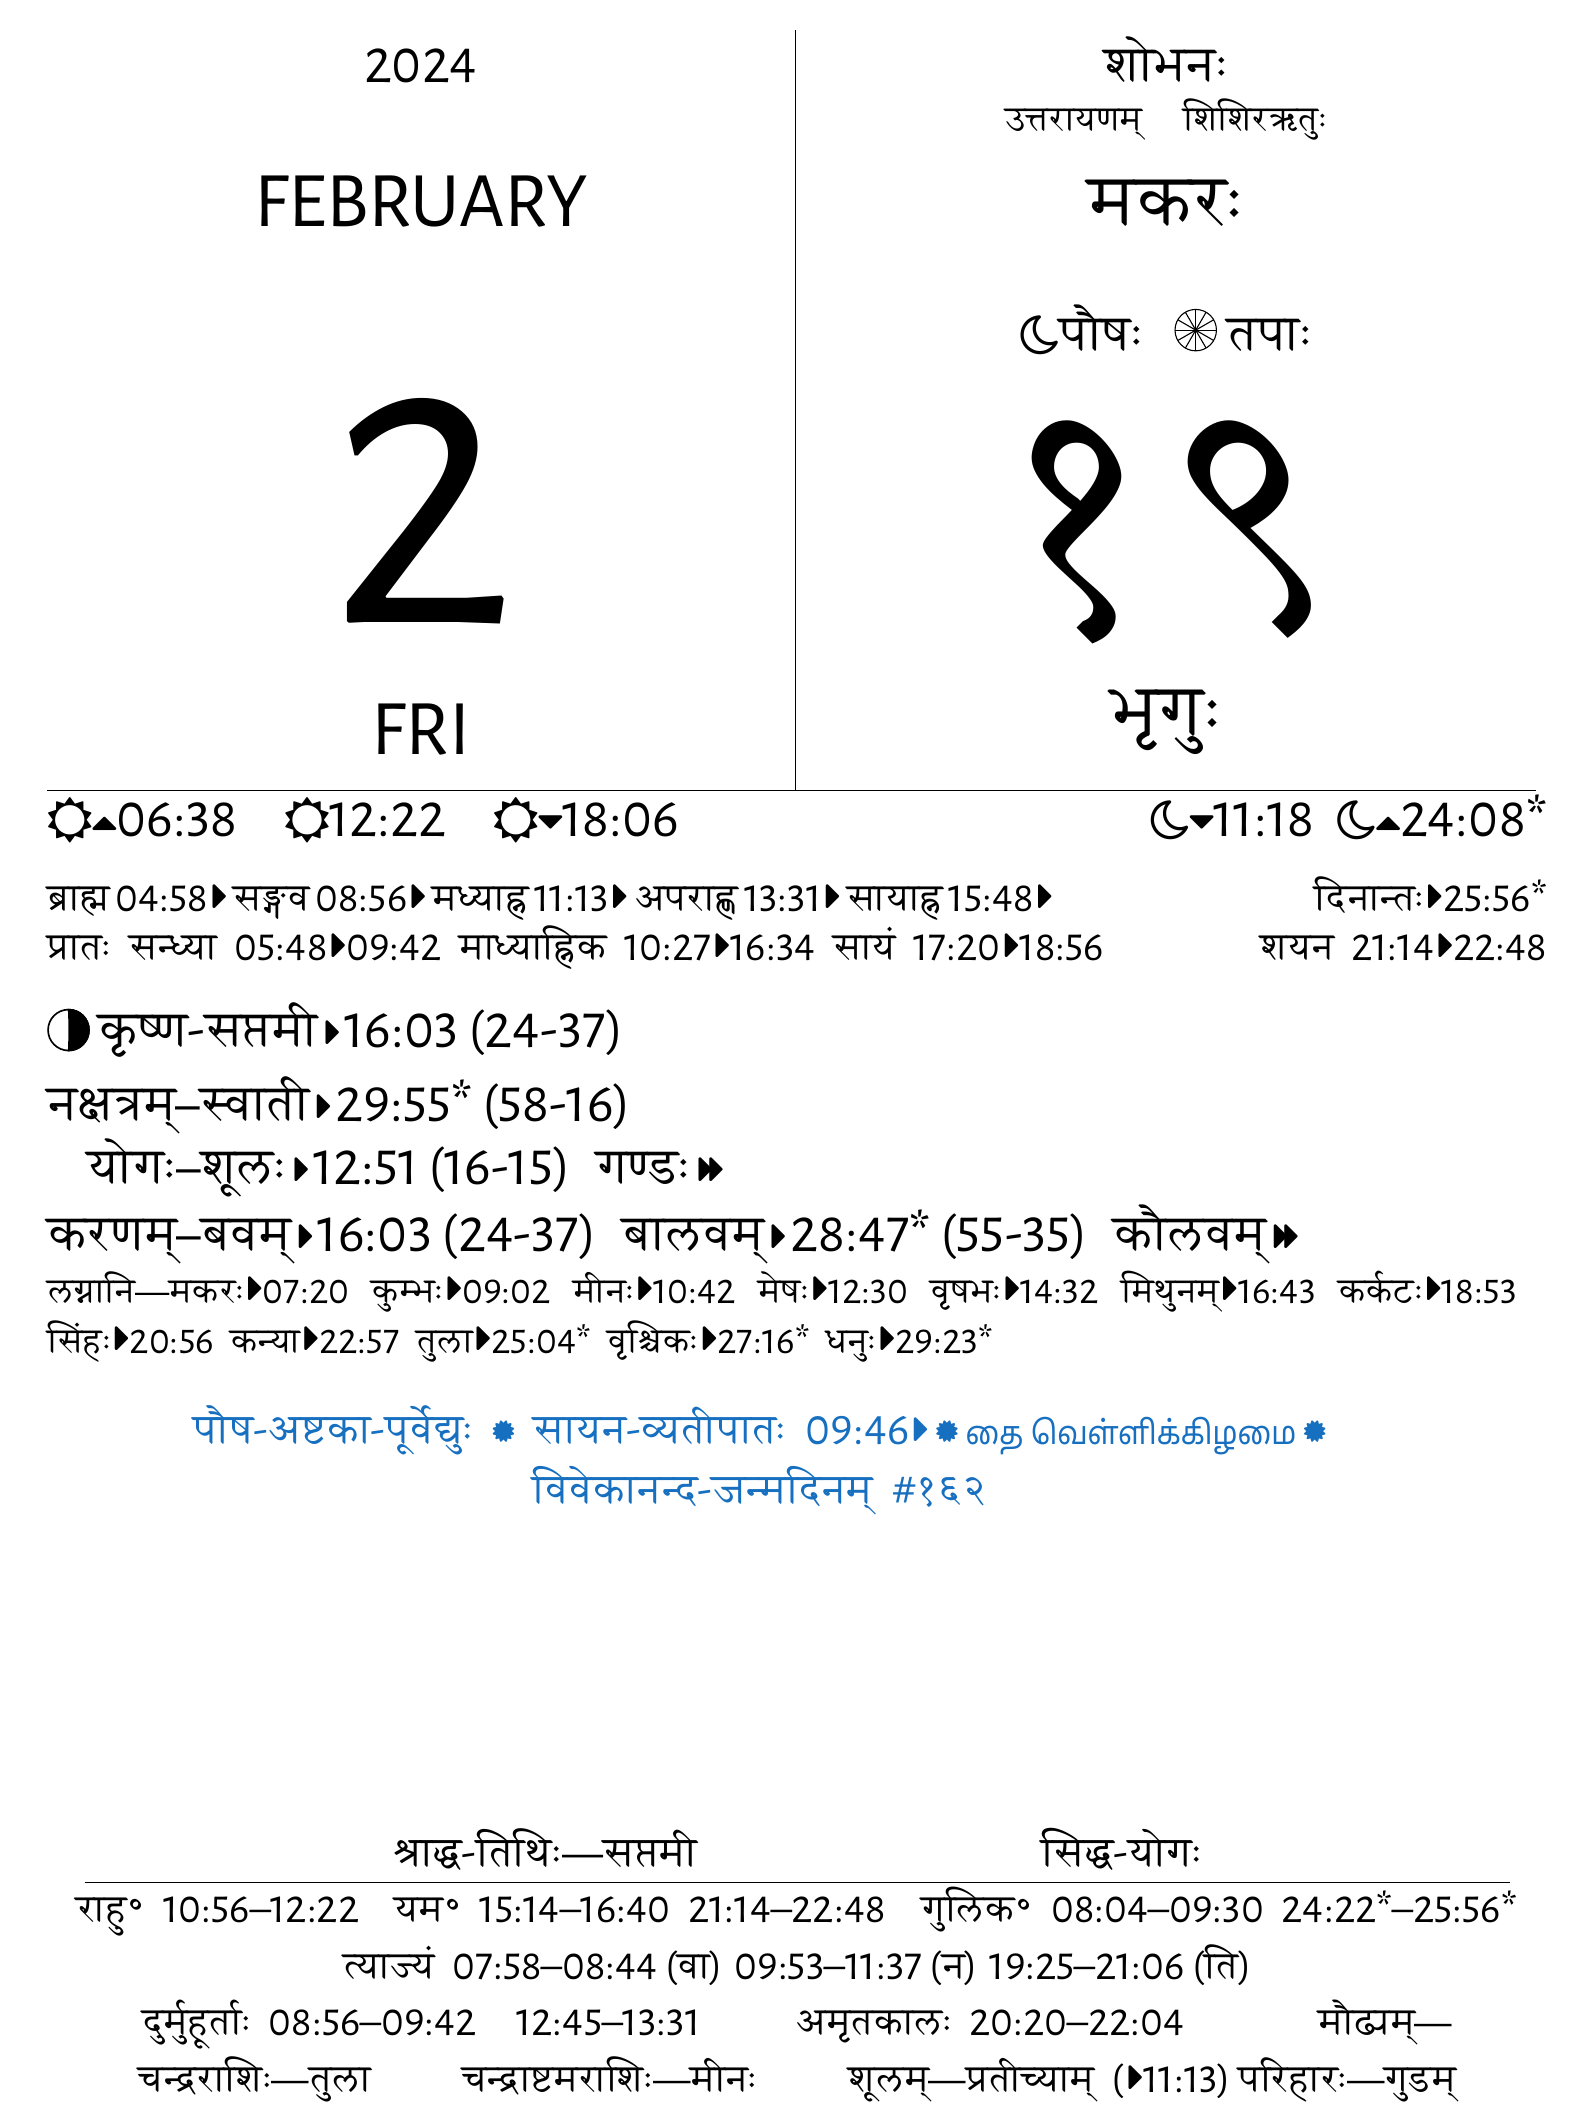 2024
FEBRUARY
2
FRI
शोभनः
उत्तरायणम् शिशिरऋतुः
मकरः
पौषः तपाः
१९
भृगुः
06:38 12:22 18:06 11:18 24:08*
ब्राह्म 04:58 सङ्गव 08:56 मध्याह्न 11:13 अपराह्ण 13:31 सायाह्न 15:48 दिनान्तः 25:56*
प्रातः सन्ध्या 05:48 09:42 माध्याह्निक 10:27 16:34 सायं 17:20 18:56 शयन 21:14 22:48
कृष्ण-सप्तमी 16:03 (24-37)
नक्षत्रम्–स्वाती 29:55* (58-16)
योगः–शूलः 12:51 (16-15) गण्डः
करणम्–बवम् 16:03 (24-37) बालवम् 28:47* (55-35) कौलवम्
लग्नानि—मकरः 07:20 कुम्भः 09:02 मीनः 10:42 मेषः 12:30 वृषभः 14:32 मिथुनम् 16:43 कर्कटः 18:53
सिंहः 20:56 कन्या 22:57 तुला 25:04* वृश्चिकः 27:16* धनुः 29:23*
पौष-अष्टका-पूर्वेद्युः सायन-व्यतीपातः 09:46 தை வெள்ளிக்கிழமை
विवेकानन्द-जन्मदिनम् #१६२
श्राद्ध-तिथिः—सप्तमी सिद्ध-योगः
राहु॰ 10:56–12:22 यम॰ 15:14–16:40 21:14–22:48 गुलिक॰ 08:04–09:30 24:22*–25:56*
त्याज्यं 07:58–08:44 (वा) 09:53–11:37 (न) 19:25–21:06 (ति)
दुर्मुहूर्ताः 08:56–09:42 12:45–13:31 अमृतकालः 20:20–22:04 मौढ्यम्—
चन्द्रराशिः—तुला चन्द्राष्टमराशिः—मीनः शूलम्—प्रतीच्याम् (11:13) परिहारः—गुडम्